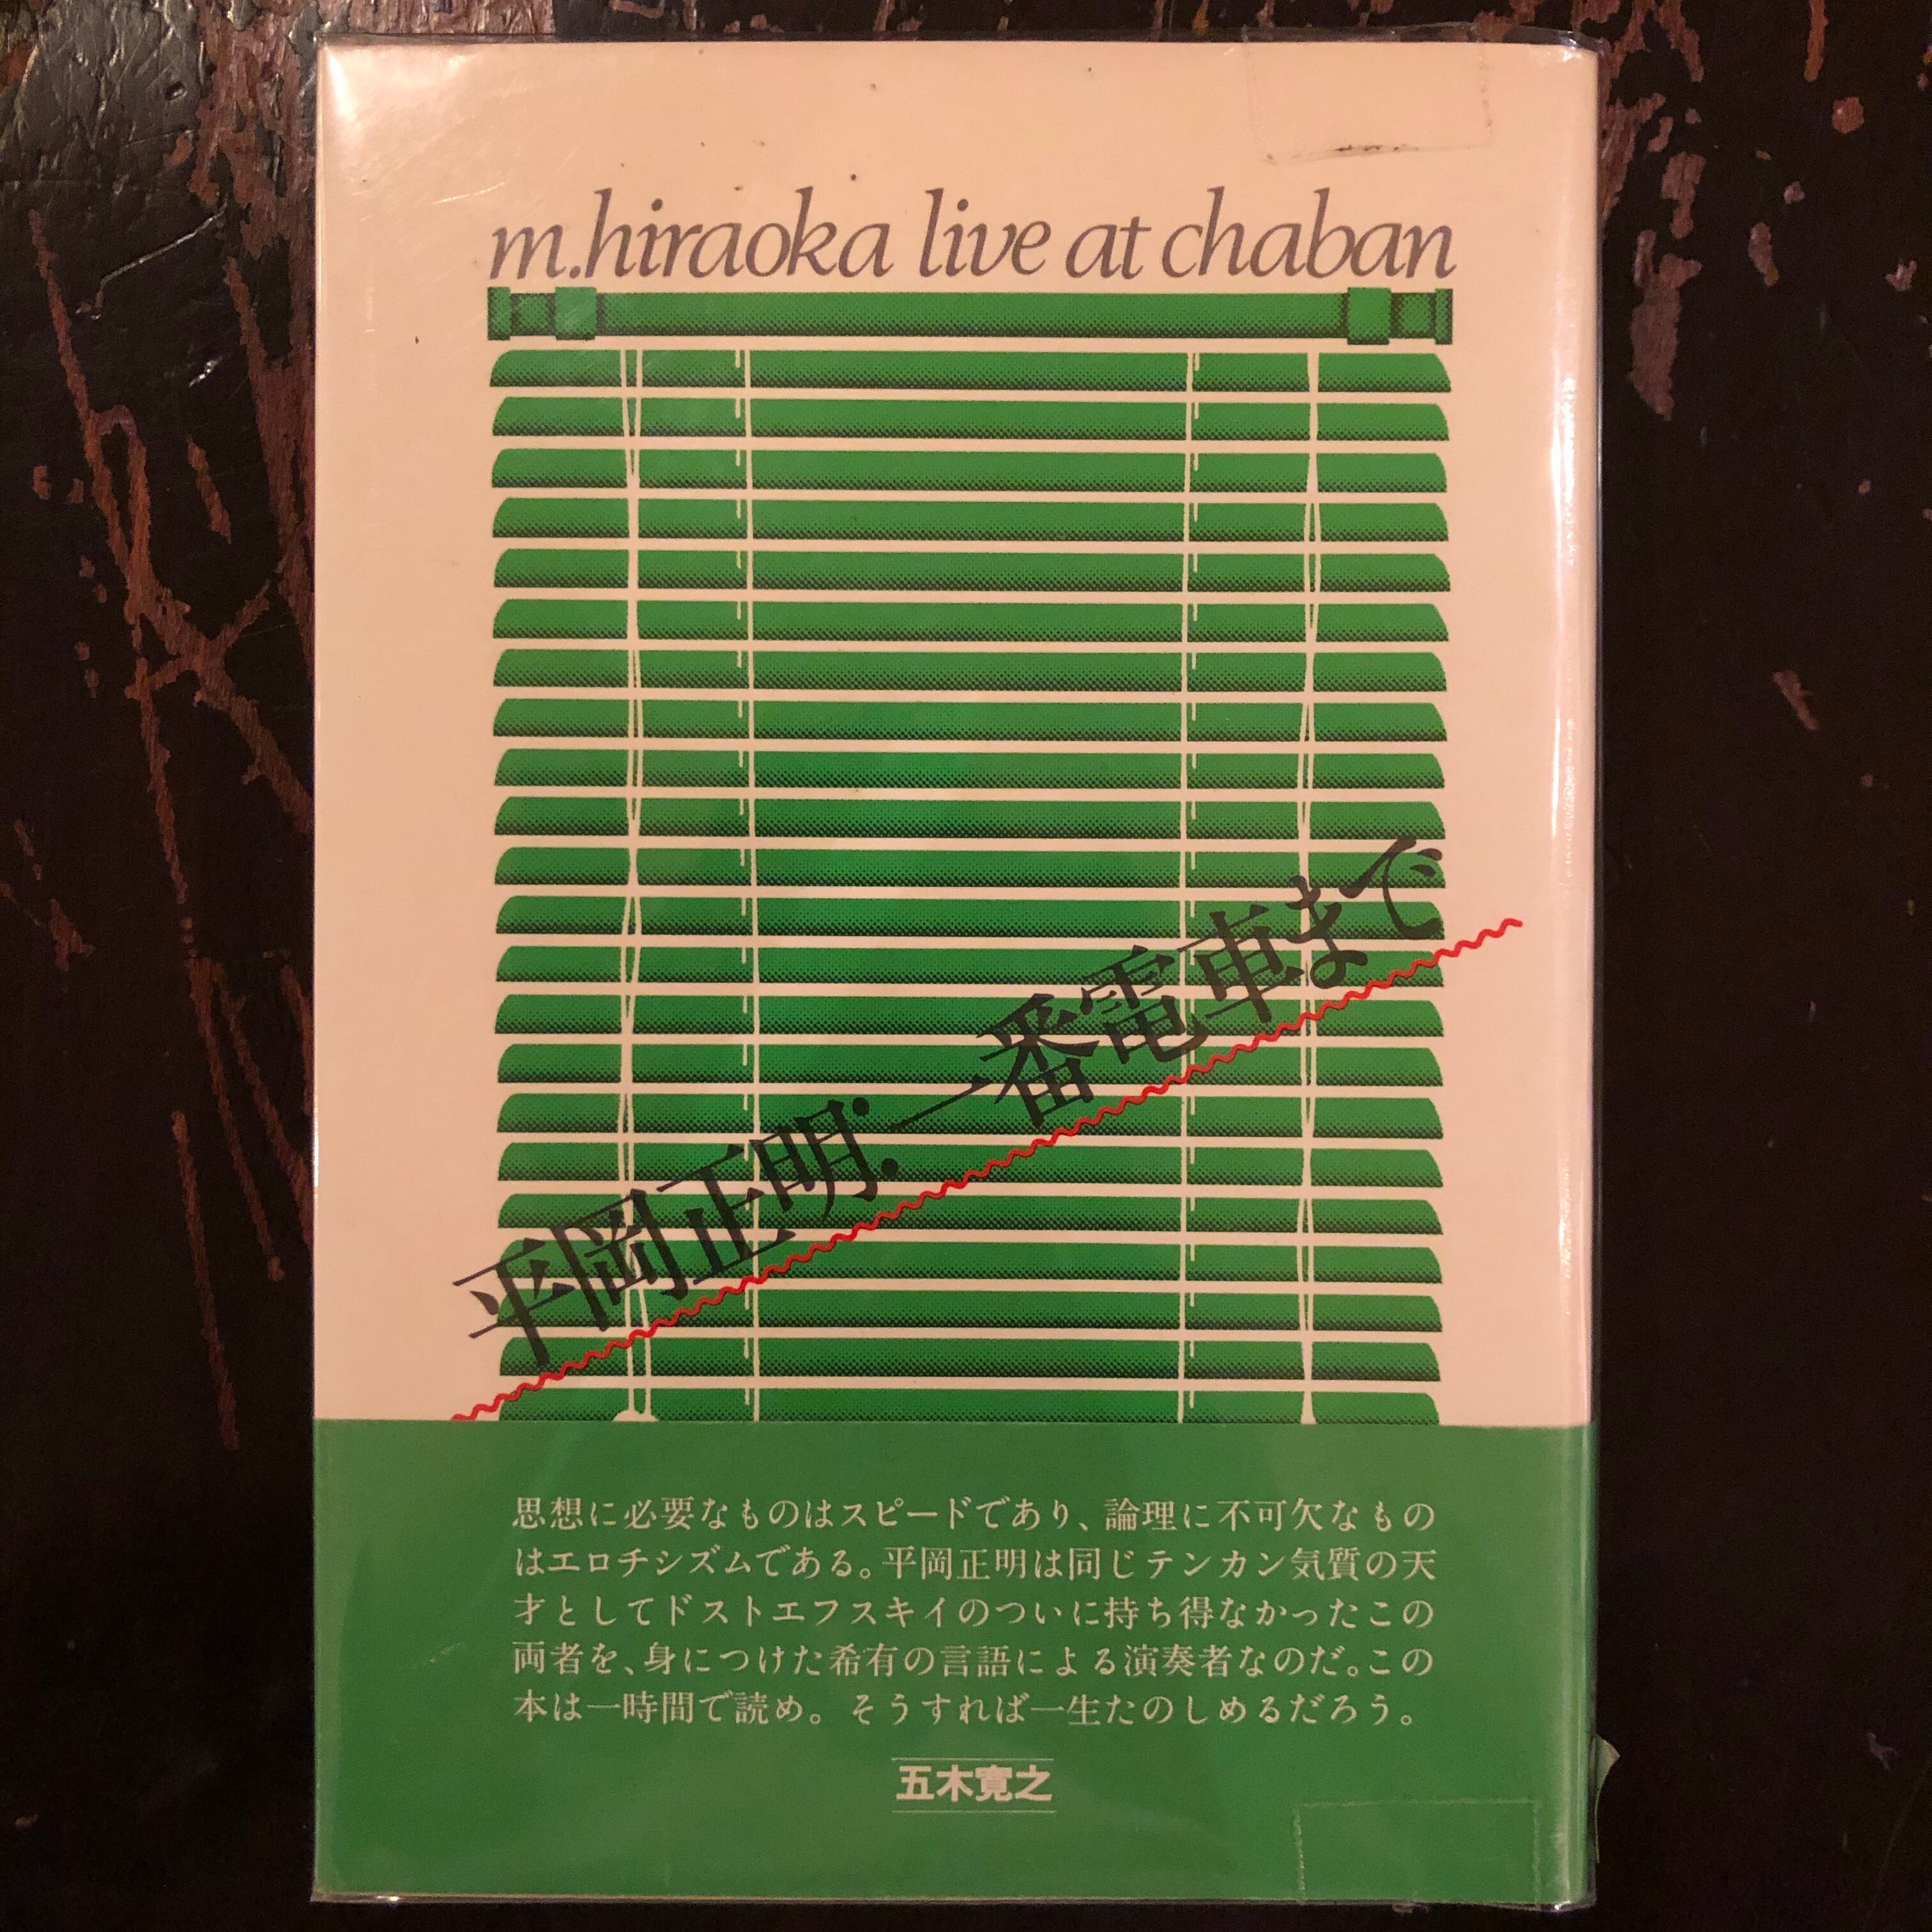 m.hiraoka live at chaban
平岡正明:一番電車まで
思想に必要なものはスピードであり、論理に不可欠なもの
はエロチシズムである。平岡正明は同じテンカン気質の天
才としてドストエフスキイのついに持ち得なかったこの
両者を、身につけた希有の言語による演奏者なのだ。この
本は一時間で読め。そうすれば一生たのしめるだろう。
五木寛之